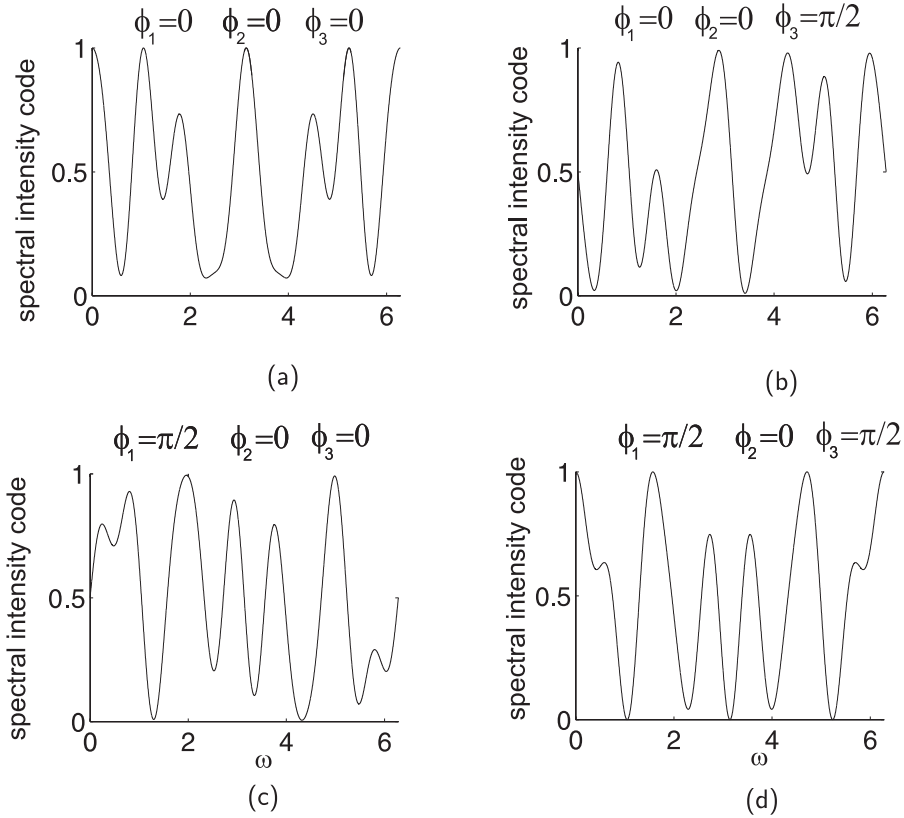 ϕ₁=0 ϕ₂=0 ϕ₃=0
spectral intensity code
1
0.5
0
0 2 4 6
(a)
ϕ₁=0 ϕ₂=0 ϕ₃=π/2
spectral intensity code
1
0.5
0
0 2 4 6
(b)
ϕ₁=π/2 ϕ₂=0 ϕ₃=0
spectral intensity code
1
0.5
0
0 2 4 6
ω
(c)
ϕ₁=π/2 ϕ₂=0 ϕ₃=π/2
spectral intensity code
1
0.5
0
0 2 4 6
ω
(d)